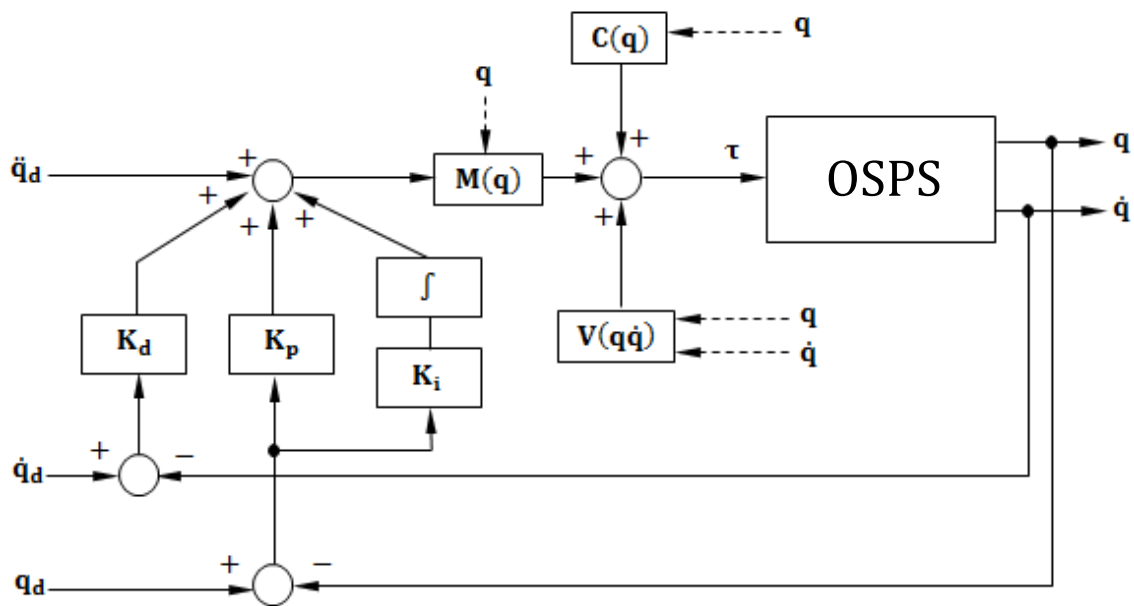 C(q)
q
q
q̈d
+
+
+
+
M(q)
+
+
+
τ
OSPS
q
q̇
∫
Kd
Kp
Ki
V(qq̇)
q
q̇
q̇d
+
−
qd
+
−